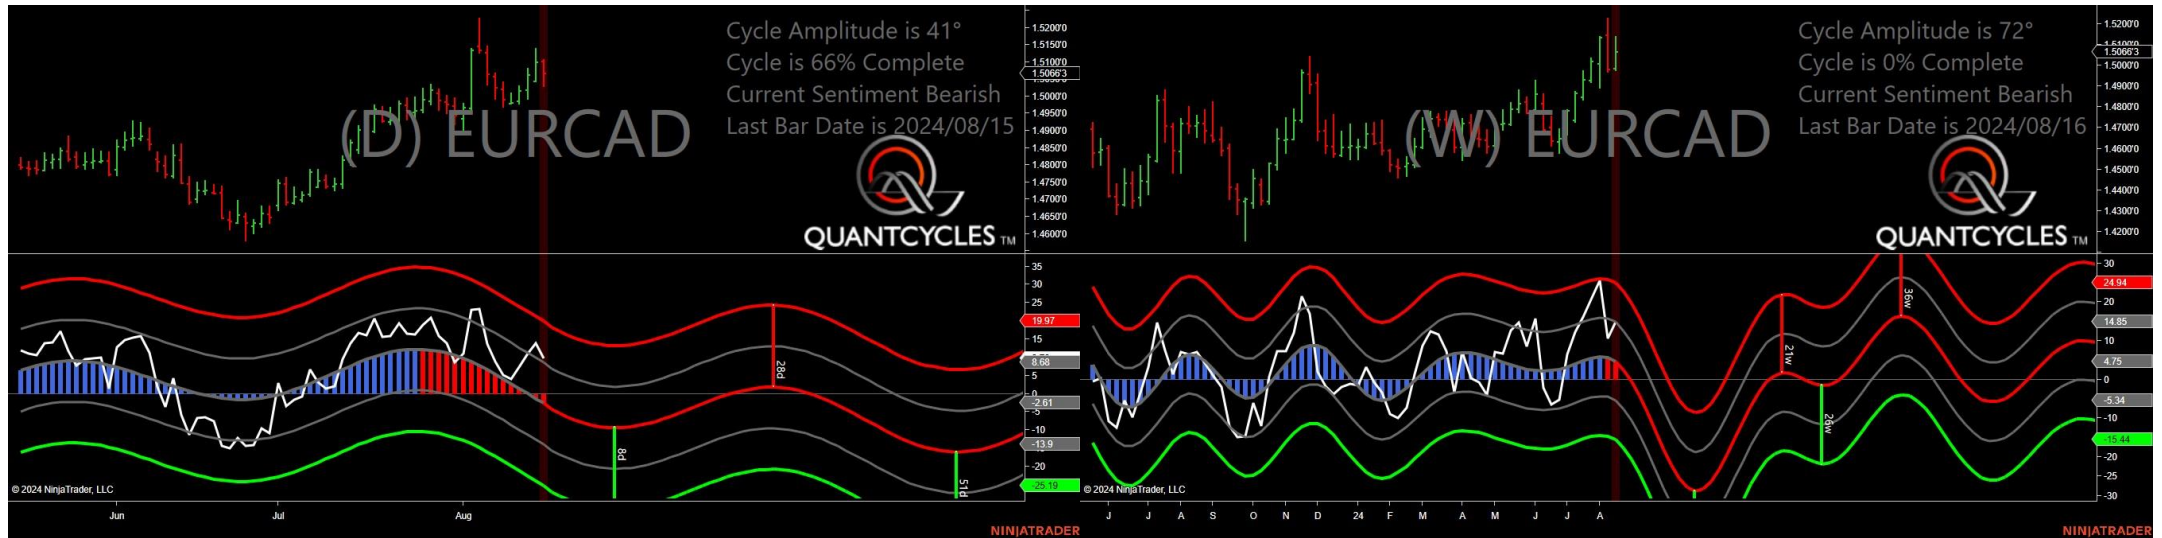 Cycle Amplitude is 41°
Cycle is 66% Complete
Current Sentiment Bearish
Last Bar Date is 2024/08/15
(D) EURCAD
QUANTCYCLES TM
1.5200'0
1.5150'0
1.5100'0
1.5066'3
1.5000'0
1.4950'0
1.4900'0
1.4850'0
1.4800'0
1.4750'0
1.4700'0
1.4650'0
1.4600'0
35
30
25
19.97
15
8.68
5
0
-2.61
-5
-10
-13.9
-20
-25.19
28d
8d
51d
© 2024 NinjaTrader, LLC
Jun Jul Aug
NINJATRADER
Cycle Amplitude is 72°
Cycle is 0% Complete
Current Sentiment Bearish
Last Bar Date is 2024/08/16
(W) EURCAD
QUANTCYCLES TM
1.5200'0
1.5100'0
1.5066'3
1.5000'0
1.4900'0
1.4800'0
1.4700'0
1.4600'0
1.4500'0
1.4400'0
1.4300'0
1.4200'0
30
24.94
20
14.85
10
4.75
0
-5.34
-10
-15.44
-20
-25
-30
21w
26w
36w
© 2024 NinjaTrader, LLC
J J A S O N D 24 F M A M J J A
NINJATRADER